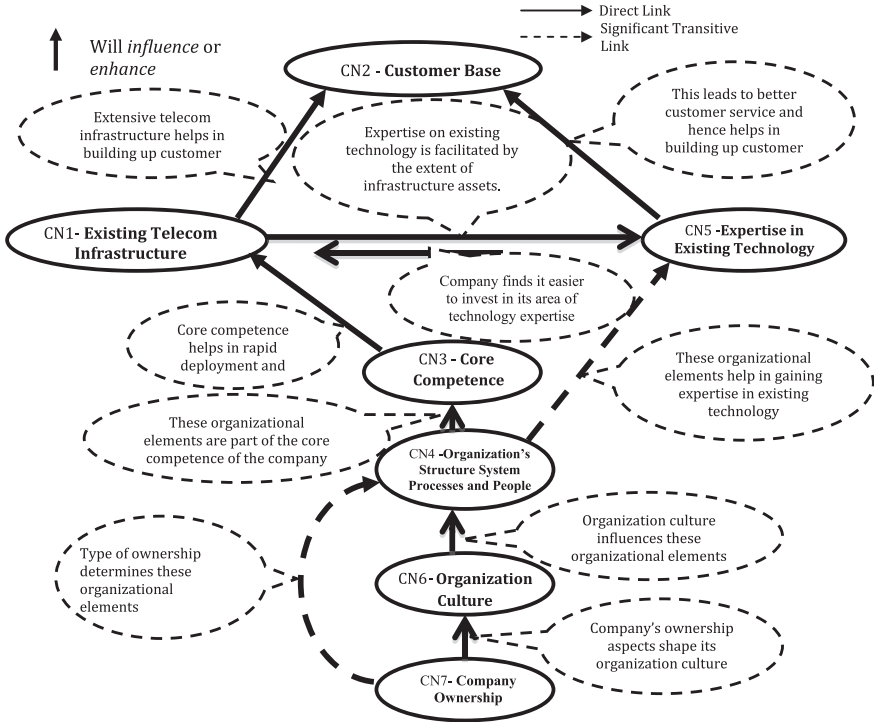 Direct Link
Significant Transitive
Link
Will influence or
enhance
CN2 - Customer Base
Extensive telecom
infrastructure helps in
building up customer
Expertise on existing
technology is facilitated by
the extent of
infrastructure assets.
This leads to better
customer service and
hence helps in
building up customer
CN1- Existing Telecom
Infrastructure
CN5 -Expertise in
Existing Technology
Company finds it easier
to invest in its area of
technology expertise
Core competence
helps in rapid
deployment and
CN3 – Core
Competence
These organizational
elements help in gaining
expertise in existing
technology
These organizational
elements are part of the core
competence of the company
CN4 -Organization's
Structure System
Processes and People
Organization culture
influences these
organizational elements
Type of ownership
determines these
organizational
elements
CN6 – Organization
Culture
Company's ownership
aspects shape its
organization culture
CN7- Company
Ownership